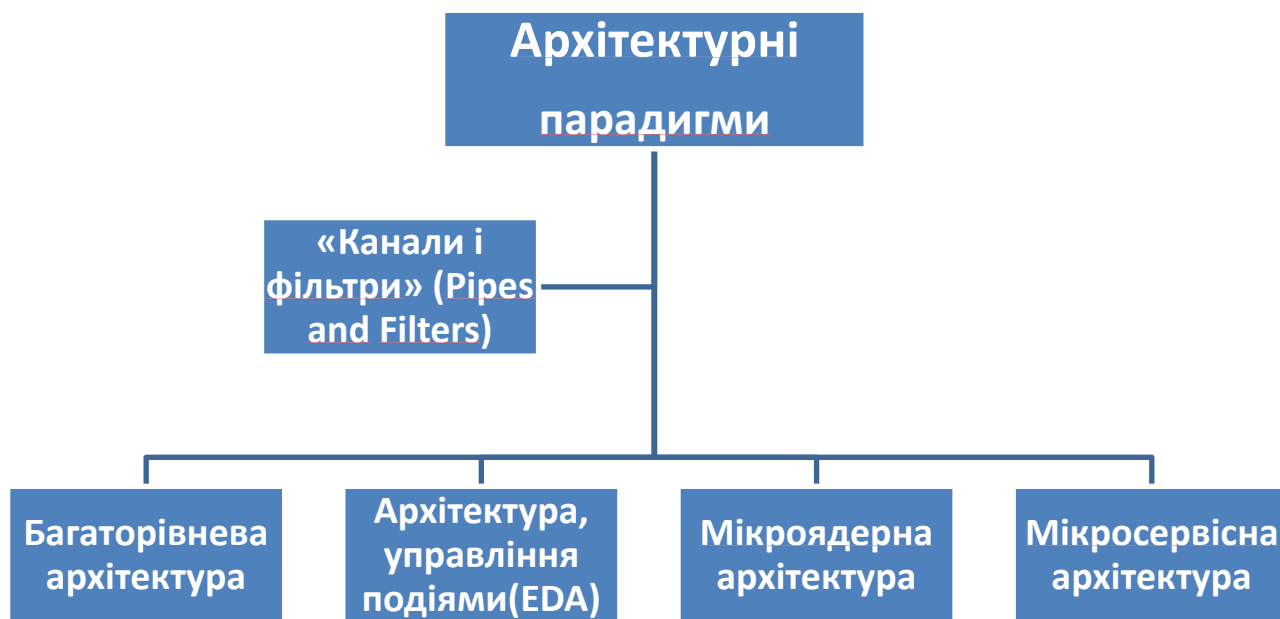 Архітектурні
парадигми
«Канали і
фільтри» (Pipes
and Filters)
Багаторівнева
архітектура
Архітектура,
управління
подіями(EDA)
Мікроядерна
архітектура
Мікросервісна
архітектура